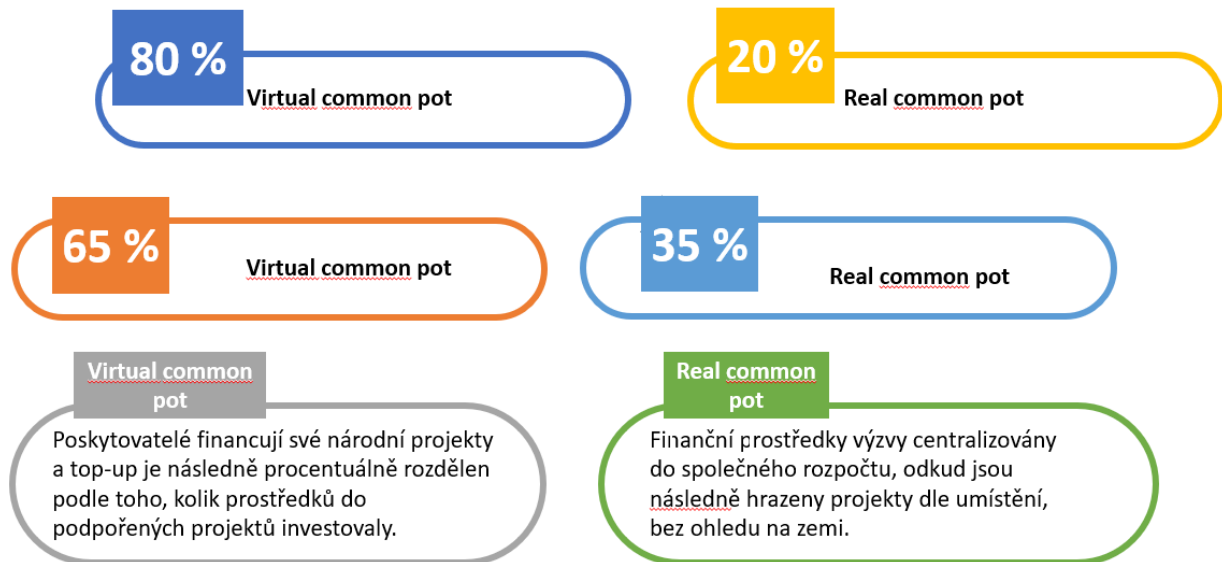 80 %
Virtual common pot
20 %
Real common pot
65 %
Virtual common pot
35 %
Real common pot
Virtual common
pot
Poskytovatelé financují své národní projekty
a top-up je následně procentuálně rozdělen
podle toho, kolik prostředků do
podpořených projektů investovaly.
Real common
pot
Finanční prostředky výzvy centralizovány
do společného rozpočtu, odkud jsou
následně hrazeny projekty dle umístění,
bez ohledu na zemi.